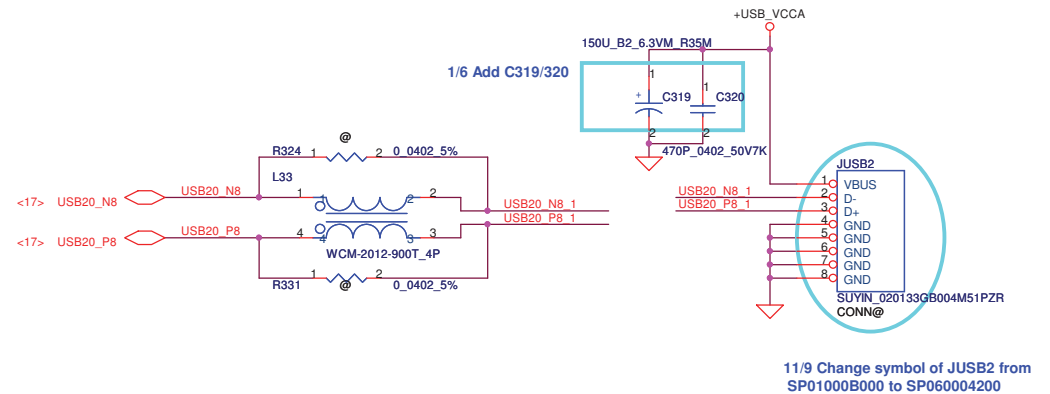 +USB_VCCA
150U_B2_6.3VM_R35M
1/6 Add C319/320
1
1
+
C319
C320
2
2
470P_0402_50V7K
@
R324
1
2
0_0402_5%
L33
<17>
USB20_N8
USB20_N8
1
1
2
2
USB20_N8_1
USB20_P8_1
<17>
USB20_P8
USB20_P8
4
4
3
3
WCM-2012-900T_4P
R331
1
@
2
0_0402_5%
JUSB2
1
VBUS
USB20_N8_1
2
D-
USB20_P8_1
3
D+
4
GND
5
GND
6
GND
7
GND
8
GND
SUYIN_020133GB004M51PZR
CONN@
11/9 Change symbol of JUSB2 from
SP01000B000 to SP060004200